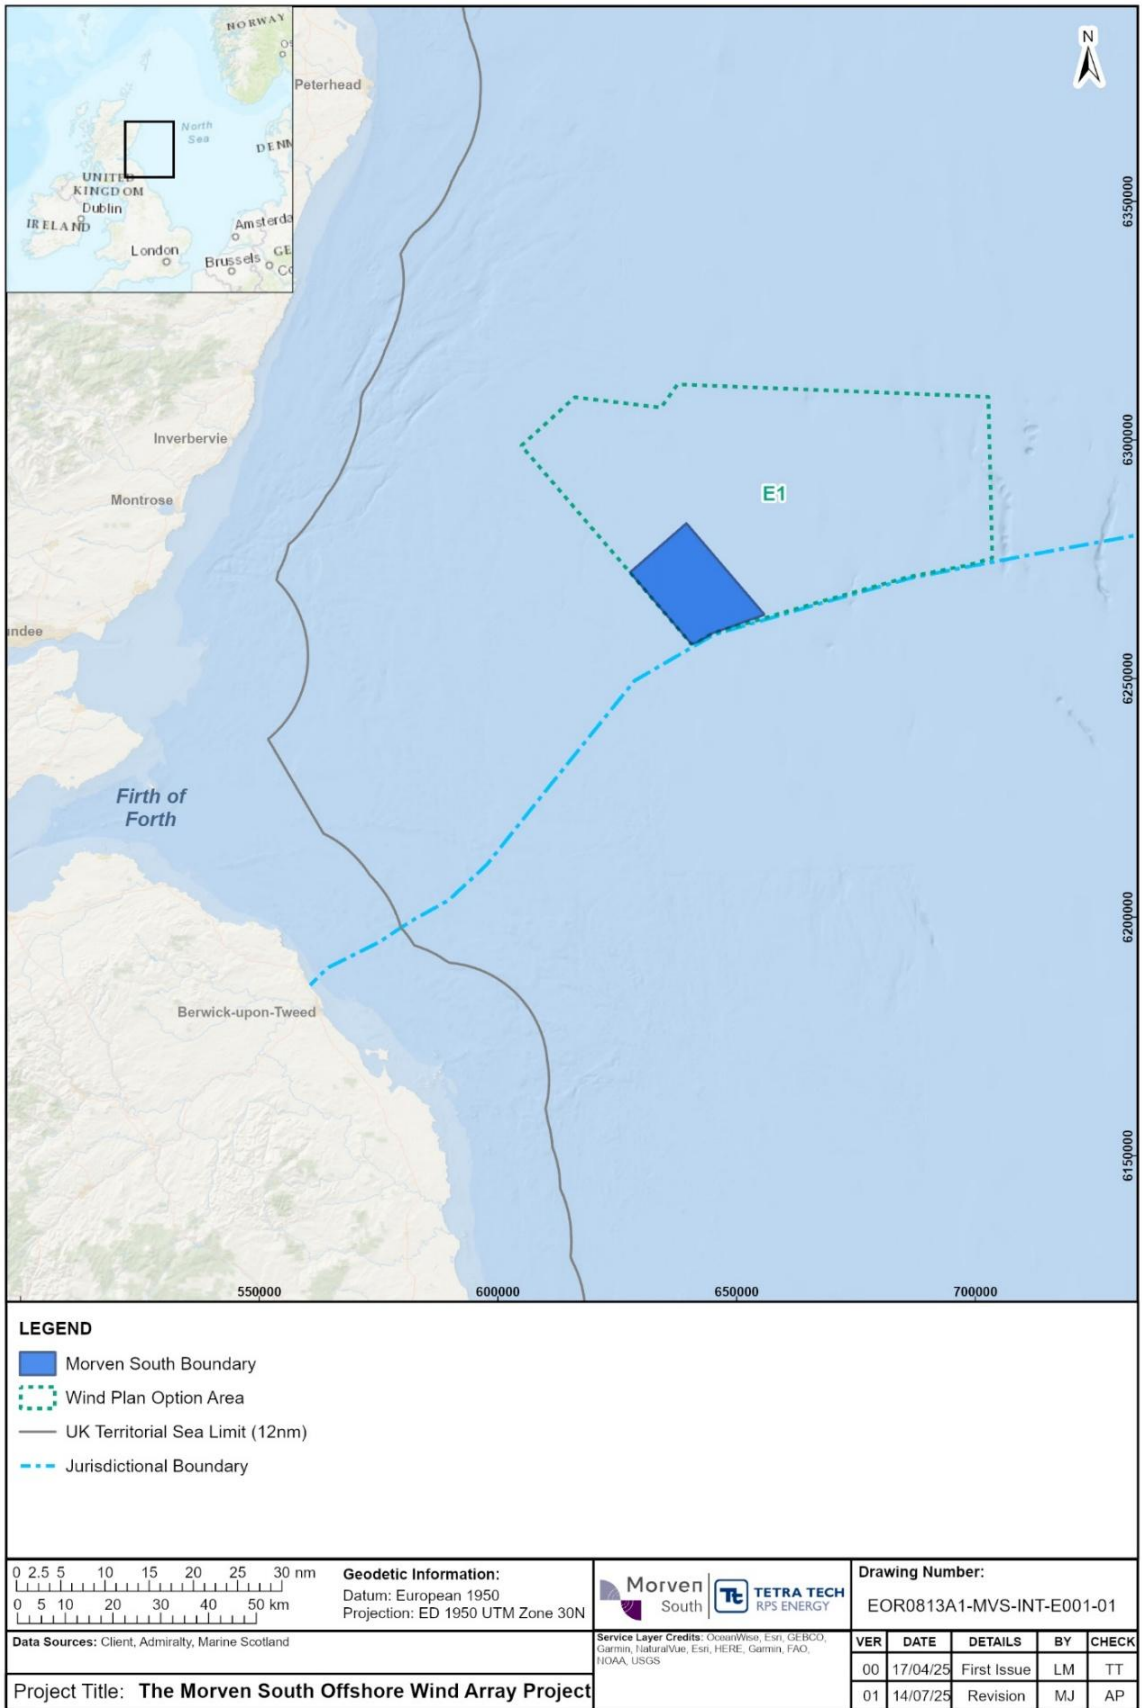 NORWAY
Os
North
Sea
DENM
UNITED
KINGDOM
Dublin
IRELAND
Amsterda
London
Brussels
GE
Co
N
Peterhead
6350000
Inverbervie
6300000
Montrose
E1
undee
6250000
Firth of
Forth
6200000
Berwick-upon-Tweed
6150000
550000 600000 650000 700000
LEGEND
Morven South Boundary
Wind Plan Option Area
UK Territorial Sea Limit (12nm)
Jurisdictional Boundary
0 2.5 5 10 15 20 25 30 nm
0 5 10 20 30 40 50 km
Geodetic Information:
Datum: European 1950
Projection: ED 1950 UTM Zone 30N
Morven
South
Tt TETRA TECH
RPS ENERGY
Drawing Number:
EOR0813A1-MVS-INT-E001-01
Data Sources: Client, Admiralty, Marine Scotland
Service Layer Credits: OceanWise, Esri, GEBCO,
Garmin, NaturalVue, Esri, HERE, Garmin, FAO,
NOAA, USGS
VER DATE DETAILS BY CHECK
00 17/04/25 First Issue LM TT
01 14/07/25 Revision MJ AP
Project Title: The Morven South Offshore Wind Array Project